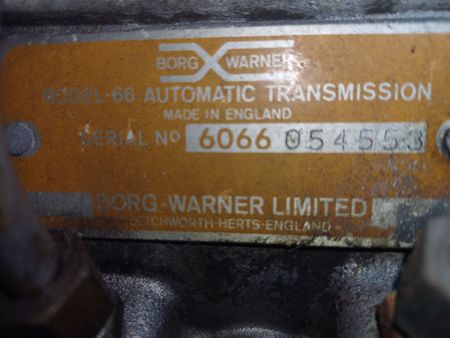 BORG WARNER
MODEL-66 AUTOMATIC TRANSMISSION
MADE IN ENGLAND
SERIAL Nº 6066 054553
BORG-WARNER LIMITED
LETCHWORTH-HERTS-ENGLAND